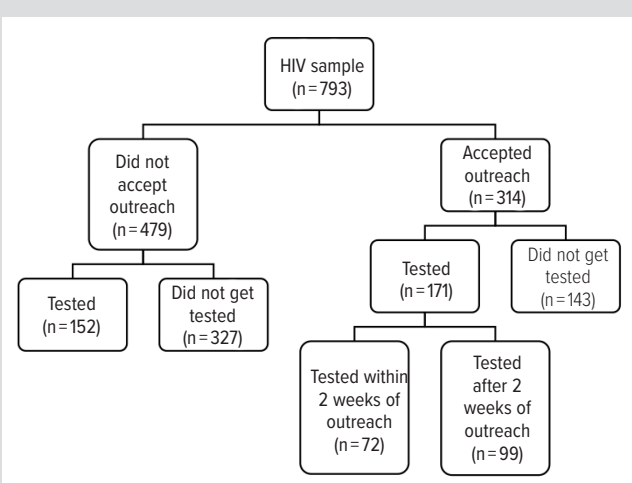 HIV sample
(n=793)
Did not
accept
outreach
(n=479)
Accepted
outreach
(n=314)
Tested
(n=152)
Did not get
tested
(n=327)
Tested
(n=171)
Did not get
tested
(n=143)
Tested within
2 weeks of
outreach
(n=72)
Tested
after 2
weeks of
outreach
(n=99)